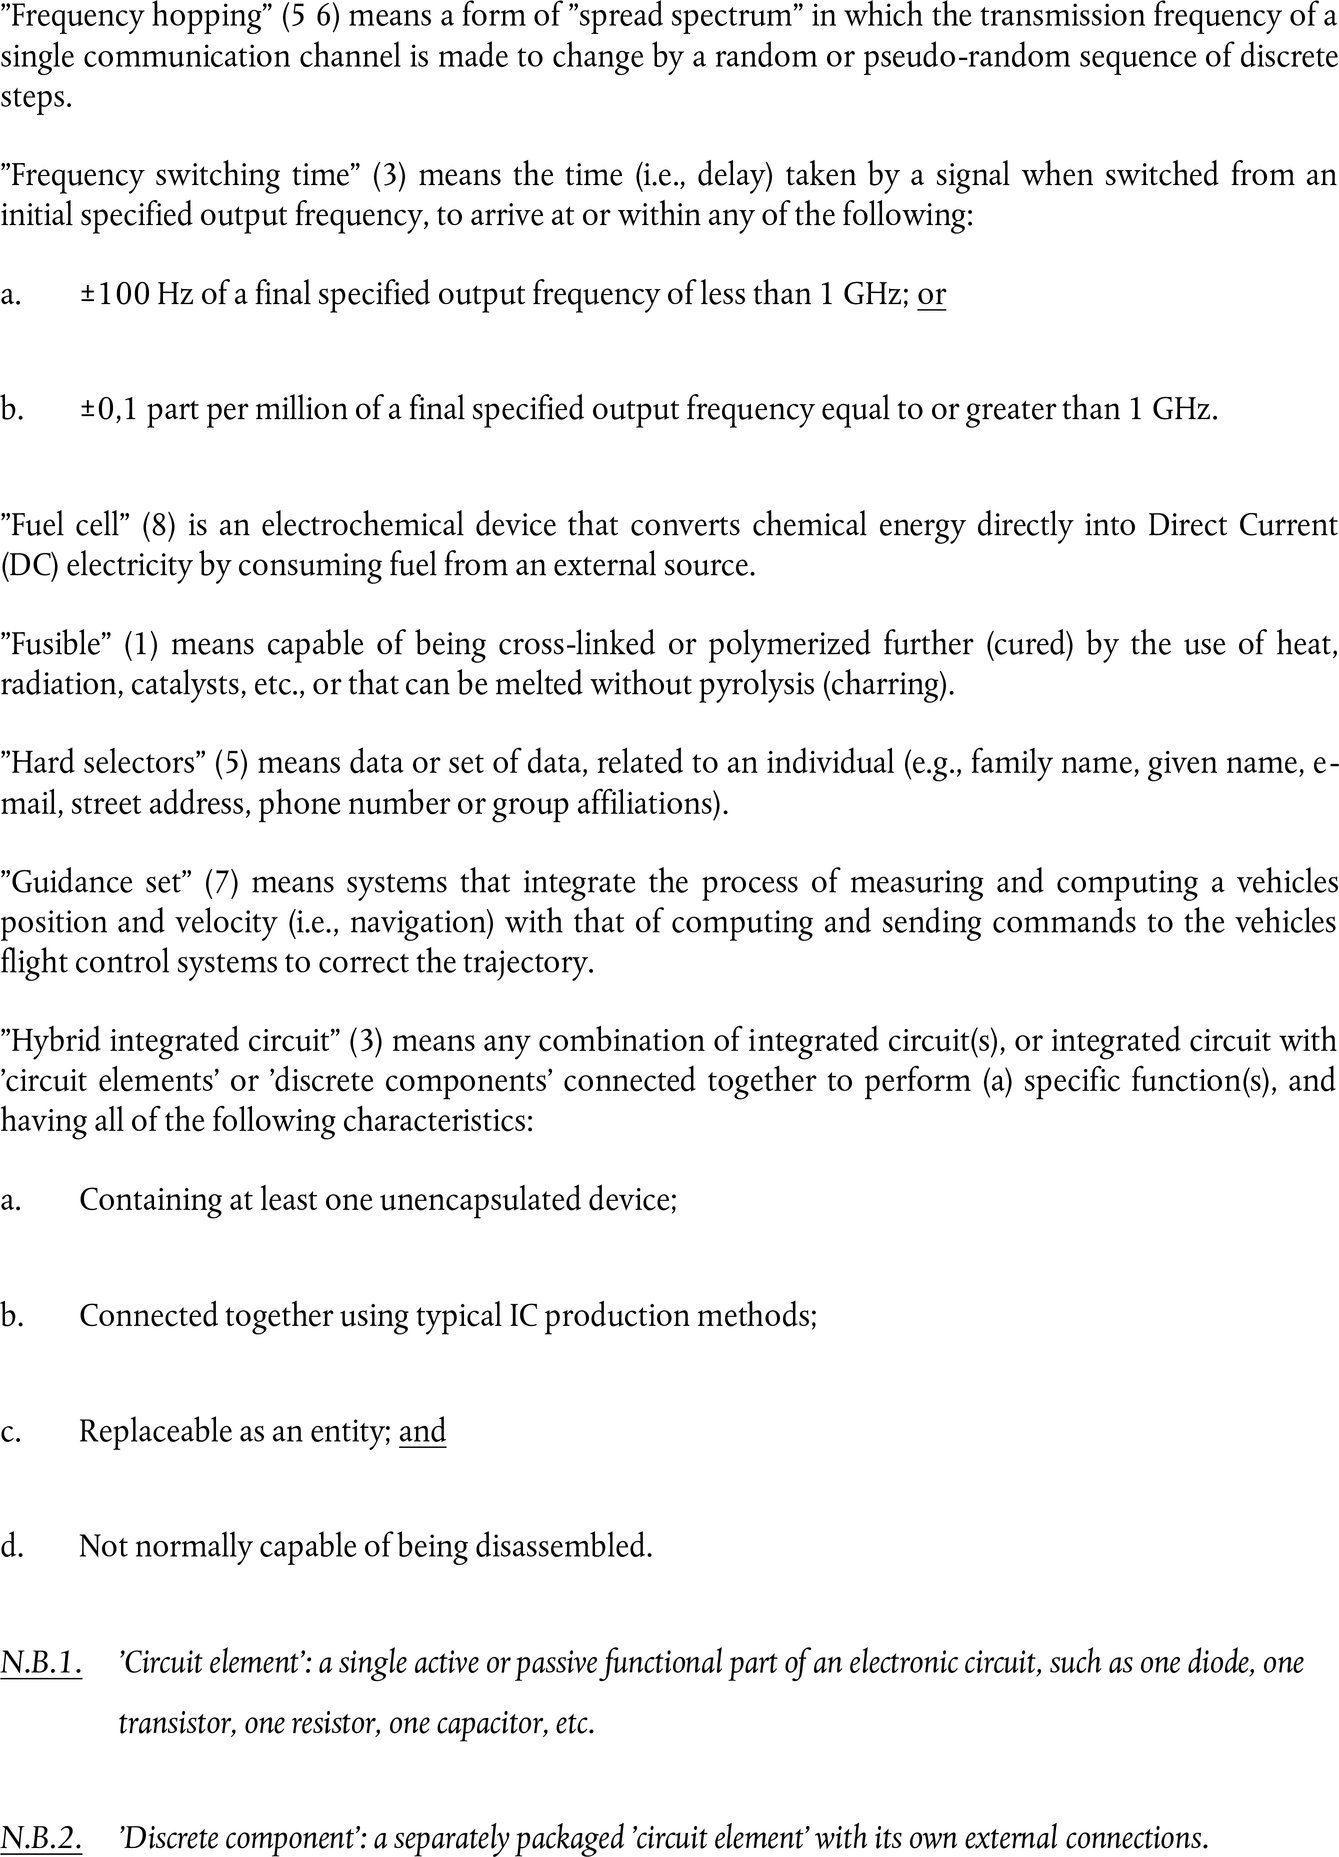 ”Frequency hopping” (5 6) means a form of ”spread spectrum” in which the transmission frequency of a
single communication channel is made to change by a random or pseudo-random sequence of discrete
steps.
”Frequency switching time” (3) means the time (i.e., delay) taken by a signal when switched from an
initial specified output frequency, to arrive at or within any of the following:
a. ±100 Hz of a final specified output frequency of less than 1 GHz; or
b. ±0,1 part per million of a final specified output frequency equal to or greater than 1 GHz.
”Fuel cell” (8) is an electrochemical device that converts chemical energy directly into Direct Current
(DC) electricity by consuming fuel from an external source.
”Fusible” (1) means capable of being cross-linked or polymerized further (cured) by the use of heat,
radiation, catalysts, etc., or that can be melted without pyrolysis (charring).
”Hard selectors” (5) means data or set of data, related to an individual (e.g., family name, given name, e-
mail, street address, phone number or group affiliations).
”Guidance set” (7) means systems that integrate the process of measuring and computing a vehicles
position and velocity (i.e., navigation) with that of computing and sending commands to the vehicles
flight control systems to correct the trajectory.
”Hybrid integrated circuit” (3) means any combination of integrated circuit(s), or integrated circuit with
’circuit elements’ or ’discrete components’ connected together to perform (a) specific function(s), and
having all of the following characteristics:
a. Containing at least one unencapsulated device;
b. Connected together using typical IC production methods;
c. Replaceable as an entity; and
d. Not normally capable of being disassembled.
N.B.1. ’Circuit element’: a single active or passive functional part of an electronic circuit, such as one diode, one
transistor, one resistor, one capacitor, etc.
N.B.2. ’Discrete component’: a separately packaged ’circuit element’ with its own external connections.